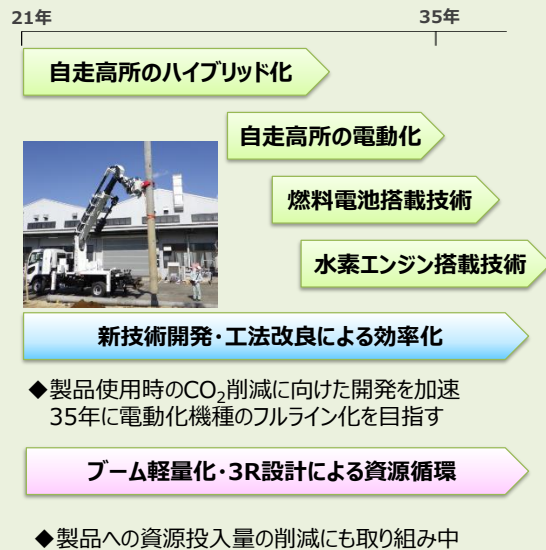 21年 35年
自走高所のハイブリッド化
自走高所の電動化
燃料電池搭載技術
水素エンジン搭載技術
新技術開発・工法改良による効率化
◆製品使用時のCO₂削減に向けた開発を加速
35年に電動化機種のフルライン化を目指す
ブーム軽量化・3R設計による資源循環
◆製品への資源投入量の削減にも取り組み中